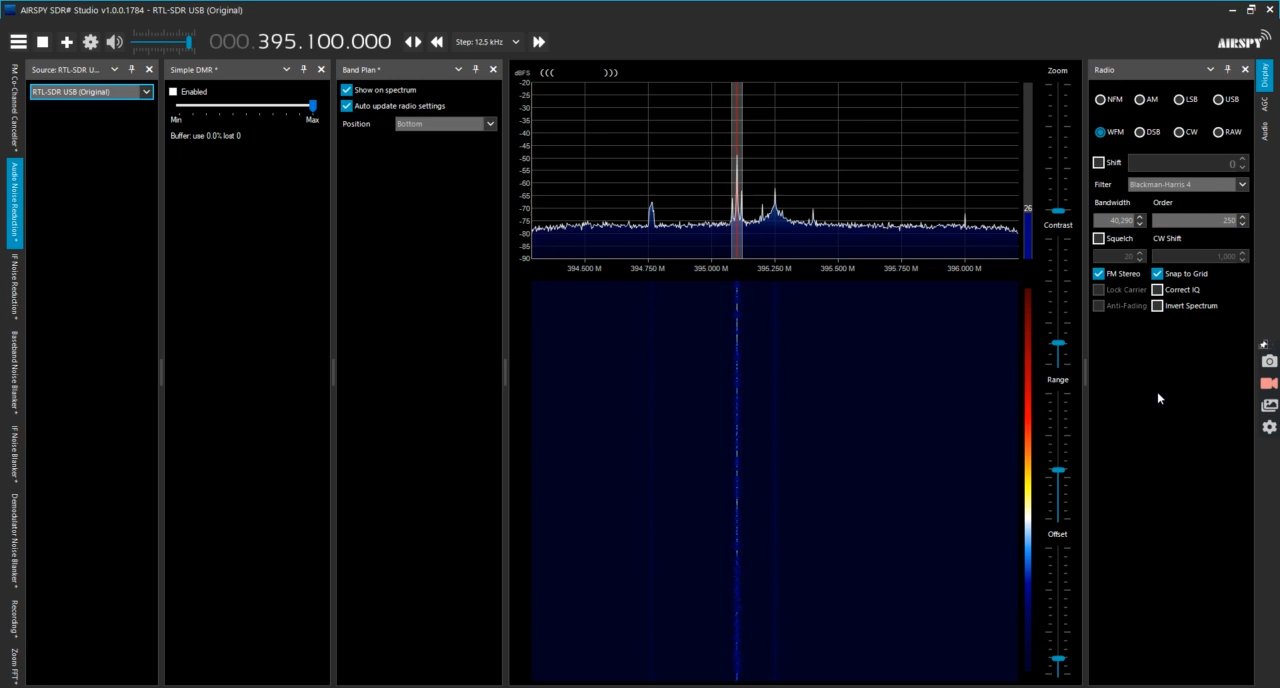 AIRSPY SDR# Studio v1.0.0.1784 - RTL-SDR USB (Original)
000.395.100.000
Step: 12.5 kHz
AIRSPY
FM Co-Channel Canceller *
Audio Noise Reduction *
IF Noise Reduction *
Baseband Noise Blanker *
IF Noise Blanker *
Demodulator Noise Blanker *
Recording *
Zoom FFT *
Source: RTL-SDR U...
RTL-SDR USB (Original)
Simple DMR *
Enabled
Min Max
Buffer: use 0.0% lost 0
Band Plan *
Show on spectrum
Auto update radio settings
Position Bottom
dBFS ((( )))
-20
-25
-30
-35
-40
-45
-50
-55
-60
-65
-70
-75
-80
-85
-90
394.500 M 394.750 M 395.000 M 395.250 M 395.500 M 395.750 M 396.000 M
26
Zoom
Contrast
Range
Offset
Radio
NFM AM LSB USB
WFM DSB CW RAW
Shift 0
Filter Blackman-Harris 4
Bandwidth Order
40,290 250
Squelch CW Shift
20 1,000
FM Stereo Snap to Grid
Lock Carrier Correct IQ
Anti-Fading Invert Spectrum
Display
AGC
Audio